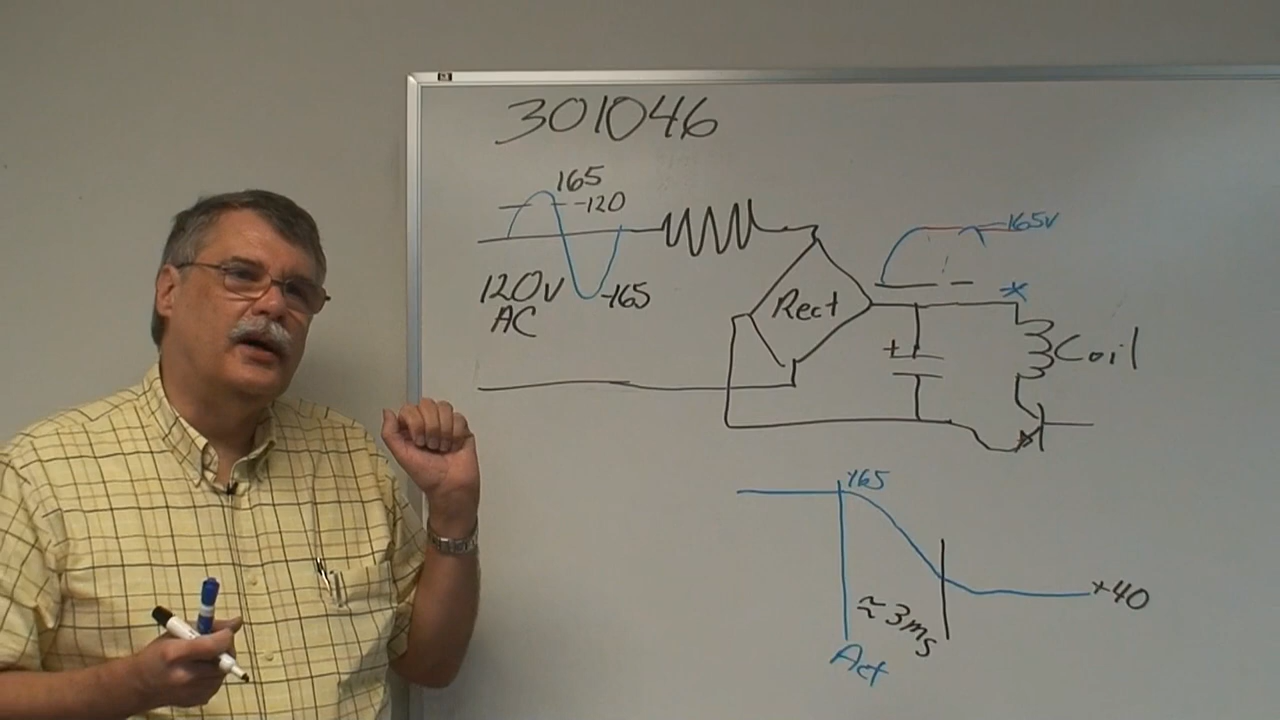 301046
165
-120
120v
AC
-165
Rect
165v
*
+
Coil
165
≈ 3ms
Act
+40